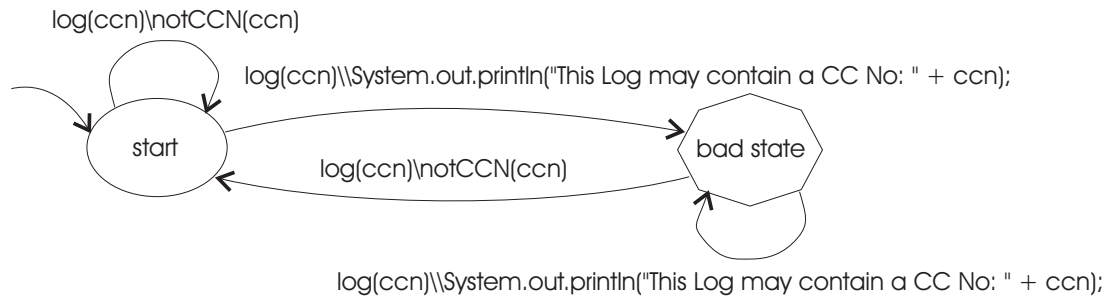 log(ccn)\notCCN(ccn)
log(ccn)\\System.out.println("This Log may contain a CC No: " + ccn);
start
bad state
log(ccn)\notCCN(ccn)
log(ccn)\\System.out.println("This Log may contain a CC No: " + ccn);